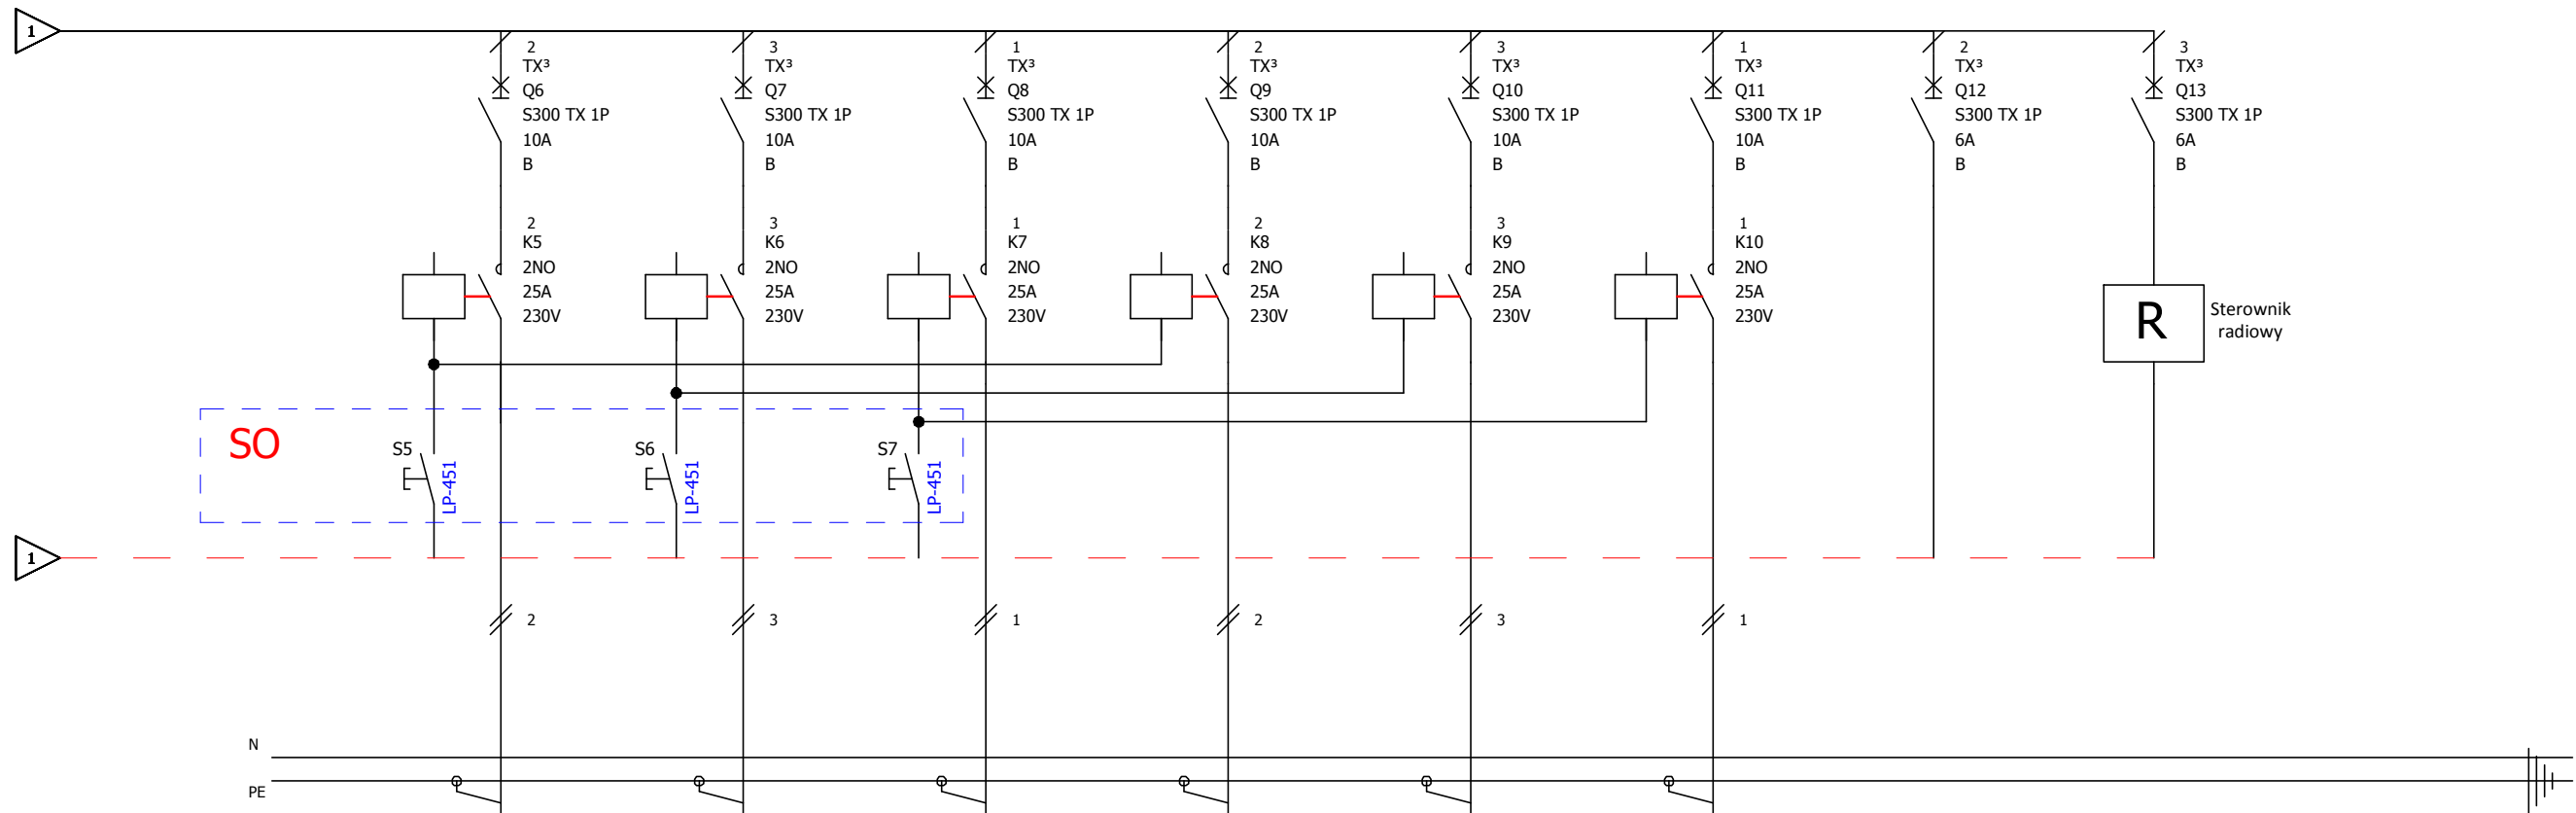 1
2
TX³
Q6
S300 TX 1P
10A
B
3
TX³
Q7
S300 TX 1P
10A
B
1
TX³
Q8
S300 TX 1P
10A
B
2
TX³
Q9
S300 TX 1P
10A
B
3
TX³
Q10
S300 TX 1P
10A
B
1
TX³
Q11
S300 TX 1P
10A
B
2
TX³
Q12
S300 TX 1P
6A
B
3
TX³
Q13
S300 TX 1P
6A
B
2
K5
2NO
25A
230V
3
K6
2NO
25A
230V
1
K7
2NO
25A
230V
2
K8
2NO
25A
230V
3
K9
2NO
25A
230V
1
K10
2NO
25A
230V
R
Sterownik
radiowy
SO
S5
LP-451
S6
LP-451
S7
LP-451
1
2
3
1
2
3
1
N
PE